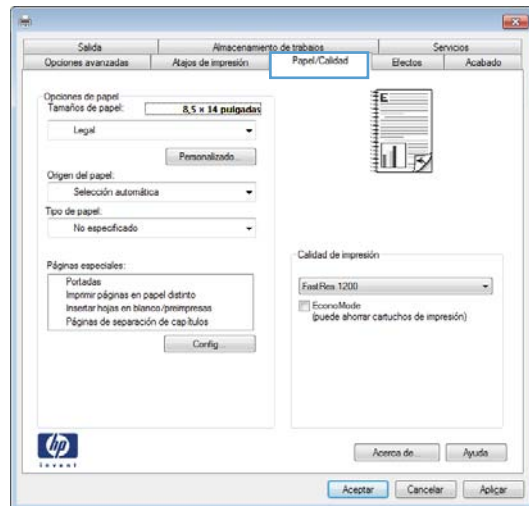 Salida Almacenamiento de trabajos Servicios
Opciones avanzadas Atajos de impresión Papel/Calidad Efectos Acabado
Opciones de papel
Tamaños de papel: 8,5 × 14 pulgadas
Legal
Personalizado...
Origen del papel:
Selección automática
Tipo de papel:
No especificado
Páginas especiales:
Portadas
Imprimir páginas en papel distinto
Insertar hojas en blanco/preimpresas
Páginas de separación de capítulos
Config...
E
Calidad de impresión
FastRes 1200
EconoMode
(puede ahorrar cartuchos de impresión)
hp
invent
Acerca de... Ayuda
Aceptar Cancelar Aplicar